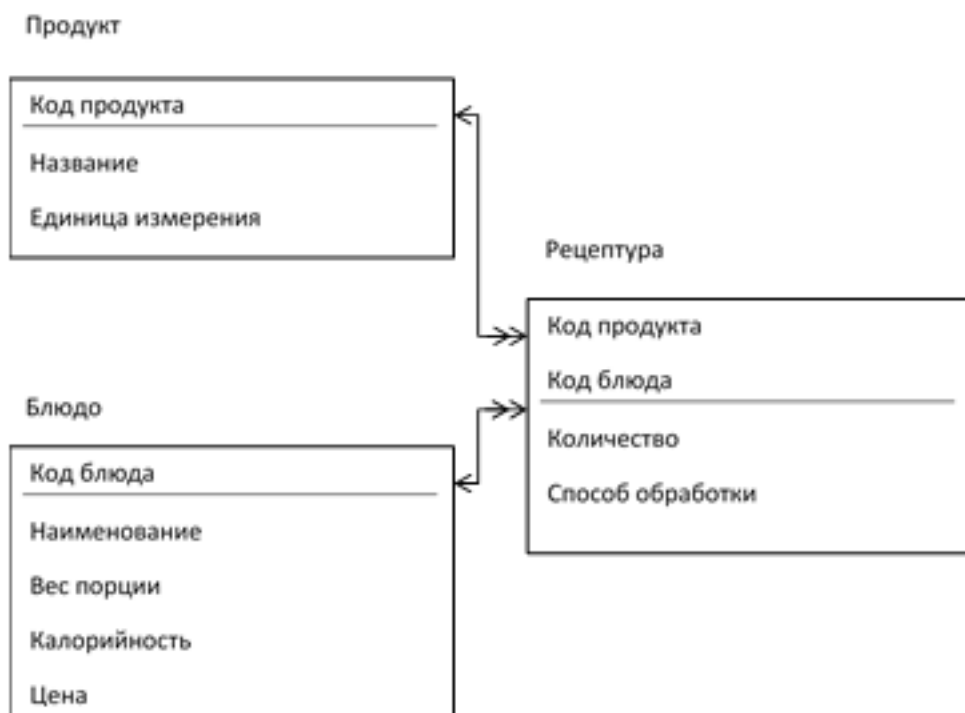 Продукт
Код продукта
Название
Единица измерения
Рецептура
Код продукта
Код блюда
Количество
Способ обработки
Блюдо
Код блюда
Наименование
Вес порции
Калорийность
Цена